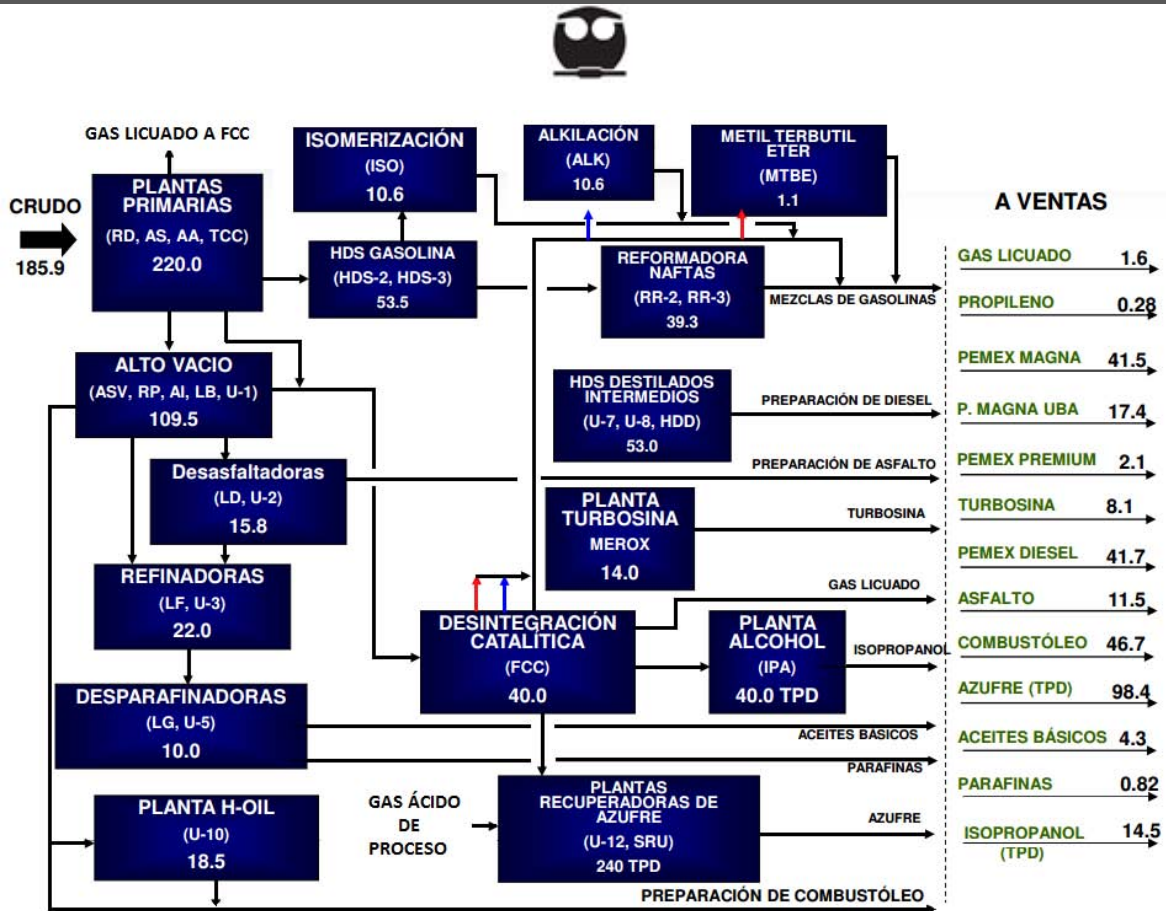 GAS LICUADO A FCC
CRUDO
185.9
PLANTAS
PRIMARIAS
(RD, AS, AA, TCC)
220.0
ISOMERIZACIÓN
(ISO)
10.6
ALKILACIÓN
(ALK)
10.6
METIL TERBUTIL
ETER
(MTBE)
1.1
HDS GASOLINA
(HDS-2, HDS-3)
53.5
REFORMADORA
NAFTAS
(RR-2, RR-3)
39.3
MEZCLAS DE GASOLINAS
ALTO VACIO
(ASV, RP, AI, LB, U-1)
109.5
HDS DESTILADOS
INTERMEDIOS
(U-7, U-8, HDD)
53.0
PREPARACIÓN DE DIESEL
Desasfaltadoras
(LD, U-2)
15.8
PREPARACIÓN DE ASFALTO
PLANTA
TURBOSINA
MEROX
14.0
TURBOSINA
REFINADORAS
(LF, U-3)
22.0
DESINTEGRACIÓN
CATALÍTICA
(FCC)
40.0
GAS LICUADO
PLANTA
ALCOHOL
(IPA)
40.0 TPD
ISOPROPANOL
DESPARAFINADORAS
(LG, U-5)
10.0
ACEITES BASICOS
PARAFINAS
PLANTA H-OIL
(U-10)
18.5
GAS ÁCIDO
DE
PROCESO
PLANTAS
RECUPERADORAS DE
AZUFRE
(U-12, SRU)
240 TPD
AZUFRE
PREPARACIÓN DE COMBUSTÓLEO
A VENTAS
GAS LICUADO 1.6
PROPILENO 0.28
PEMEX MAGNA 41.5
P. MAGNA UBA 17.4
PEMEX PREMIUM 2.1
TURBOSINA 8.1
PEMEX DIESEL 41.7
ASFALTO 11.5
COMBUSTÓLEO 46.7
AZUFRE (TPD) 98.4
ACEITES BÁSICOS 4.3
PARAFINAS 0.82
ISOPROPANOL 14.5
(TPD)